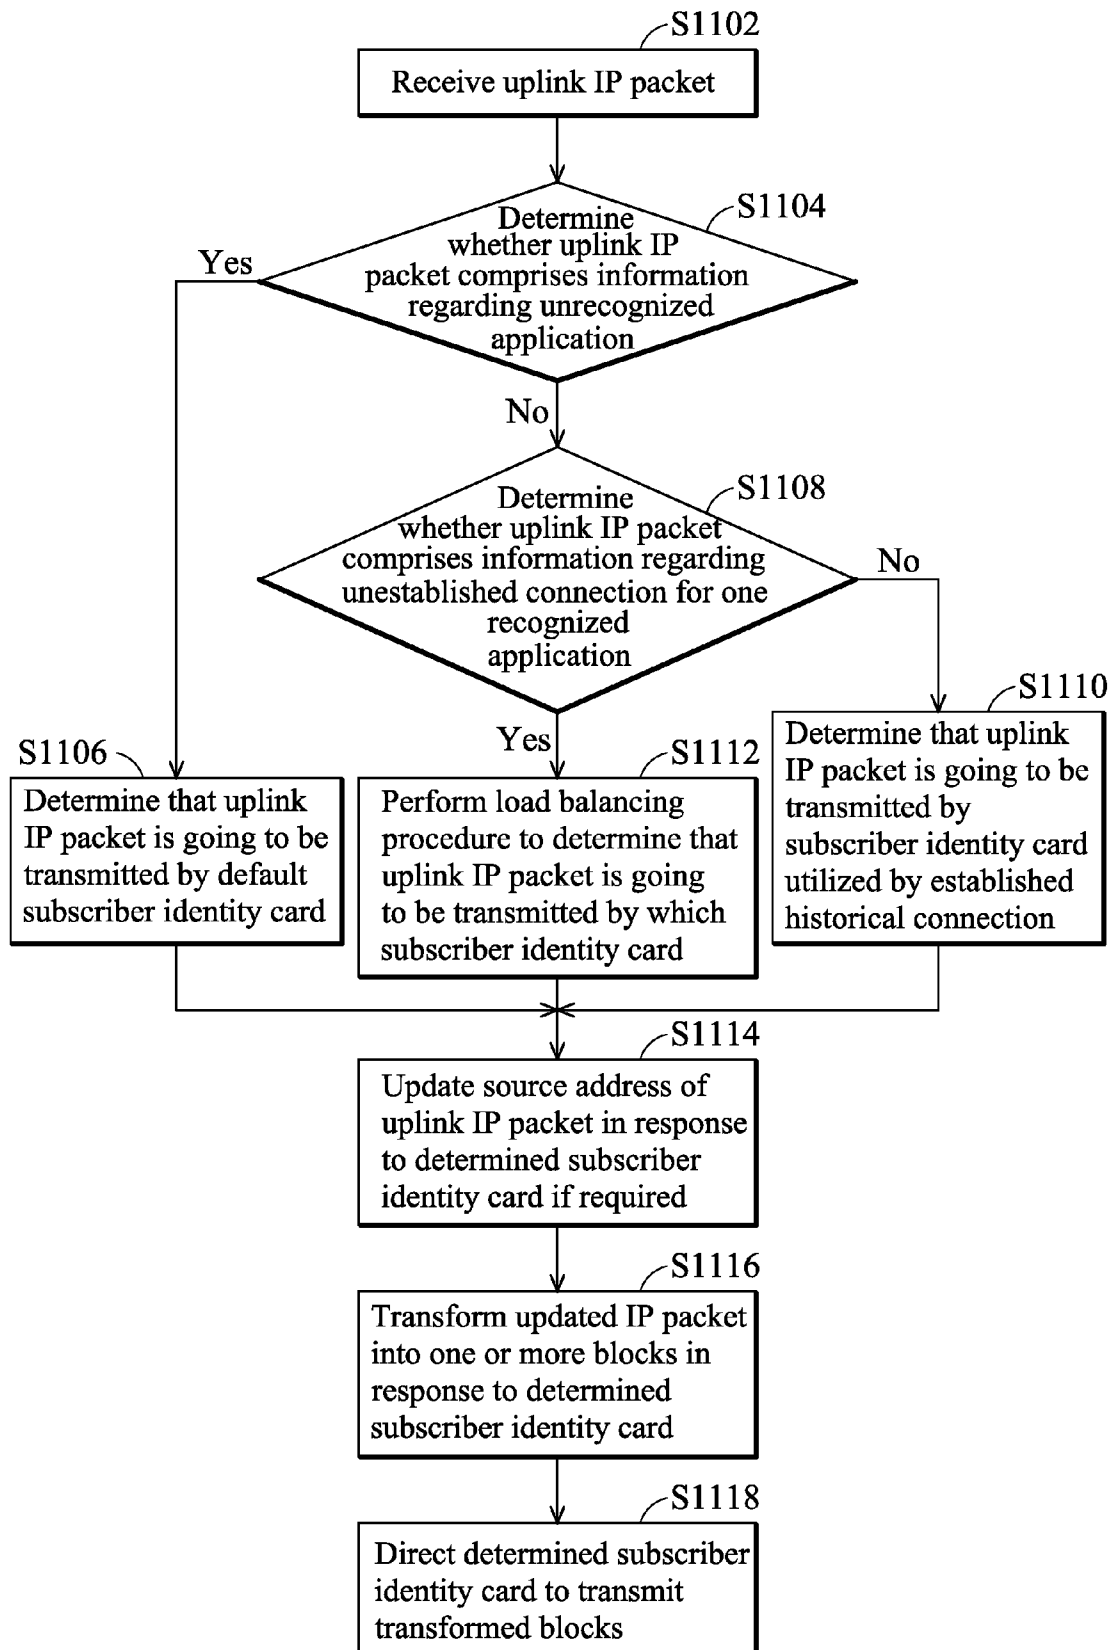 S1102
Receive uplink IP packet
S1104
Determine
whether uplink IP
packet comprises information
regarding unrecognized
application
Yes
No
S1108
Determine
whether uplink IP packet
comprises information regarding
unestablished connection for one
recognized
application
No
Yes
S1106
Determine that uplink
IP packet is going to be
transmitted by default
subscriber identity card
S1112
Perform load balancing
procedure to determine that
uplink IP packet is going
to be transmitted by which
subscriber identity card
S1110
Determine that uplink
IP packet is going to be
transmitted by
subscriber identity card
utilized by established
historical connection
S1114
Update source address of
uplink IP packet in response
to determined subscriber
identity card if required
S1116
Transform updated IP packet
into one or more blocks in
response to determined
subscriber identity card
S1118
Direct determined subscriber
identity card to transmit
transformed blocks